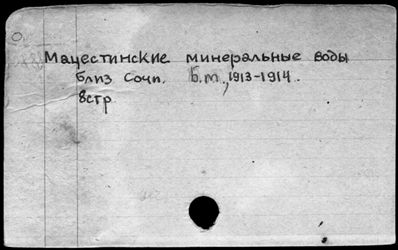 Мацестинские минеральные воды
близ Сочи. Б.м., 1913-1914.
8стр